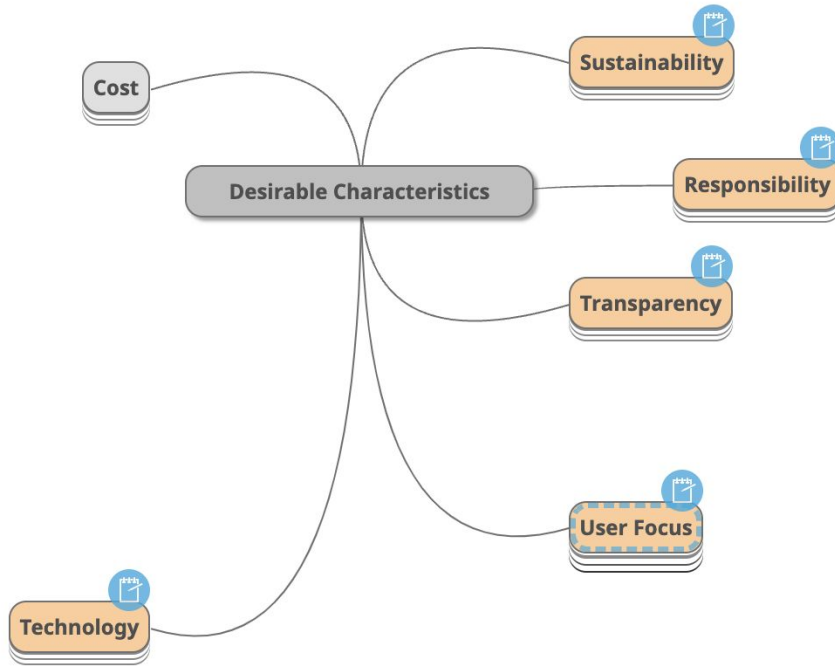 Sustainability
Cost
Responsibility
Desirable Characteristics
Transparency
User Focus
Technology